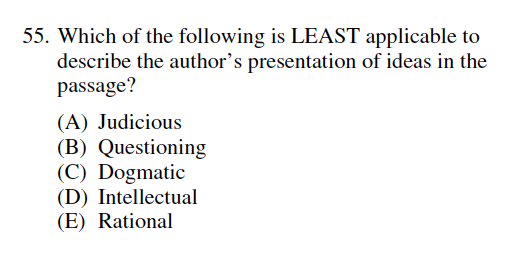 55. Which of the following is LEAST applicable to
describe the author's presentation of ideas in the
passage?
(A) Judicious
(B) Questioning
(C) Dogmatic
(D) Intellectual
(E) Rational